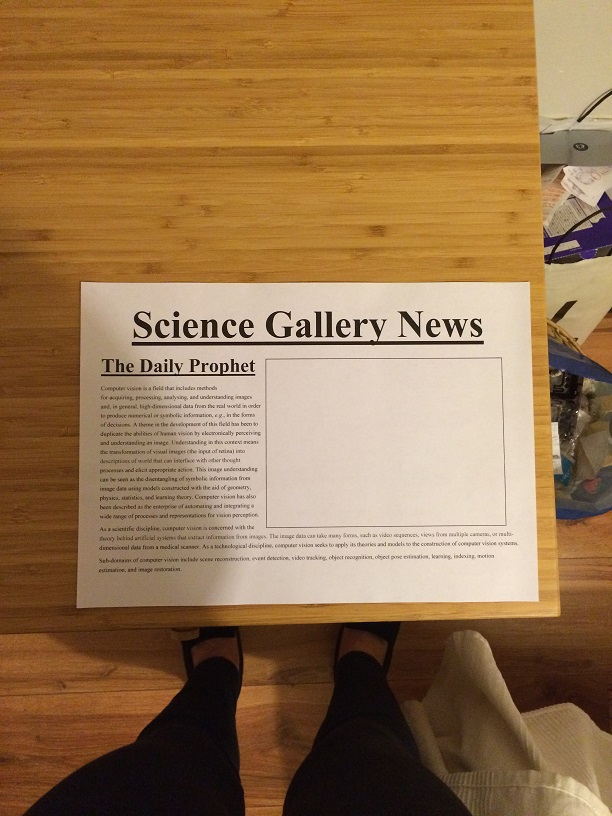 Science Gallery News
The Daily Prophet
Computer vision is a field that includes methods
for acquiring, processing, analysing, and understanding images
and, in general, high-dimensional data from the real world in order
to produce numerical or symbolic information, e.g., in the forms
of decisions. A theme in the development of this field has been to
duplicate the abilities of human vision by electronically perceiving
and understanding an image. Understanding in this context means
the transformation of visual images (the input of retina) into
descriptions of world that can interface with other thought
processes and elicit appropriate action. This image understanding
can be seen as the disentangling of symbolic information from
image data using models constructed with the aid of geometry,
physics, statistics, and learning theory. Computer vision has also
been described as the enterprise of automating and integrating a
wide range of processes and representations for vision perception.
As a scientific discipline, computer vision is concerned with the
theory behind artificial systems that extract information from images. The image data can take many forms, such as video sequences, views from multiple cameras, or multi-
dimensional data from a medical scanner. As a technological discipline, computer vision seeks to apply its theories and models to the construction of computer vision systems.
Sub-domains of computer vision include scene reconstruction, event detection, video tracking, object recognition, object pose estimation, learning, indexing, motion
estimation, and image restoration.